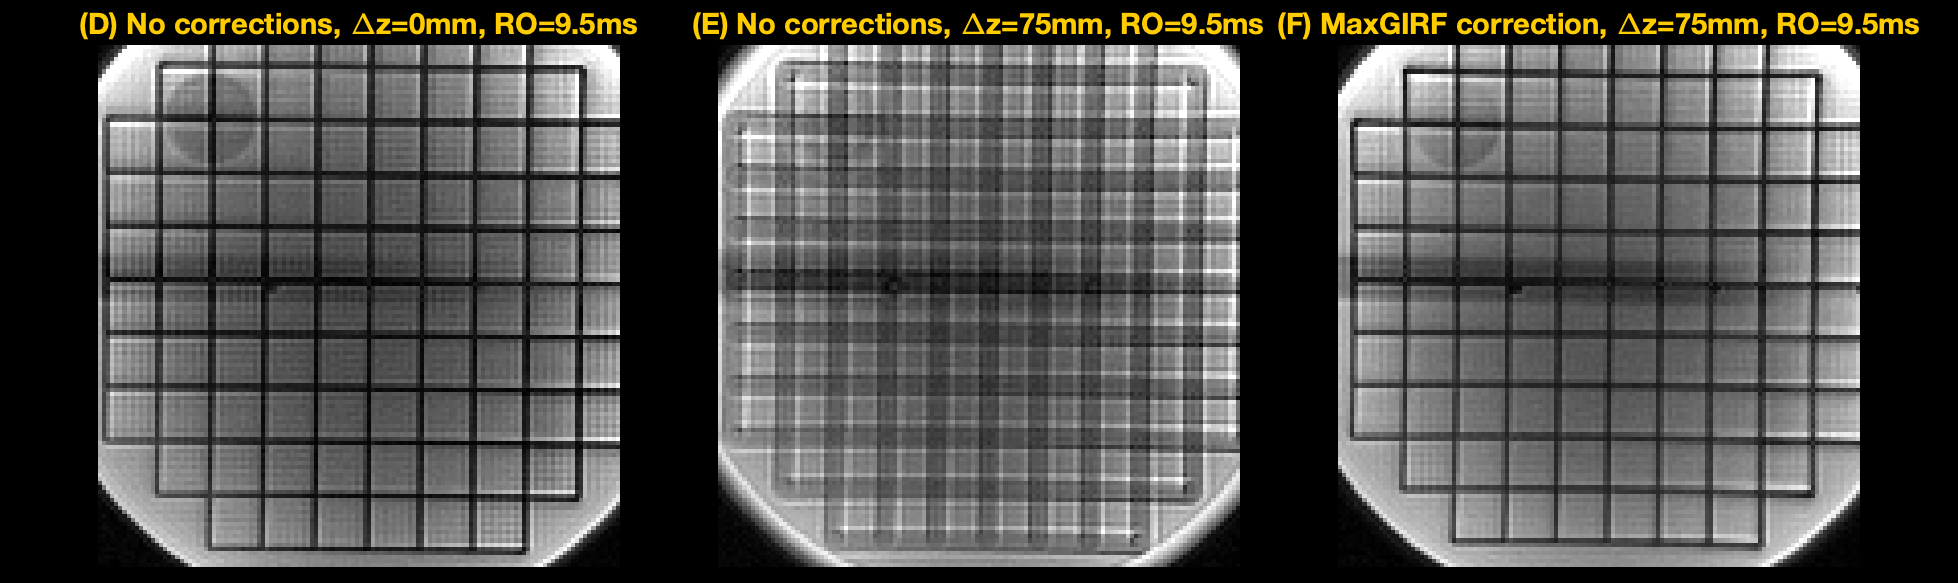 (D) No corrections, Δz=0mm, RO=9.5ms
(E) No corrections, Δz=75mm, RO=9.5ms
(F) MaxGIRF correction, Δz=75mm, RO=9.5ms